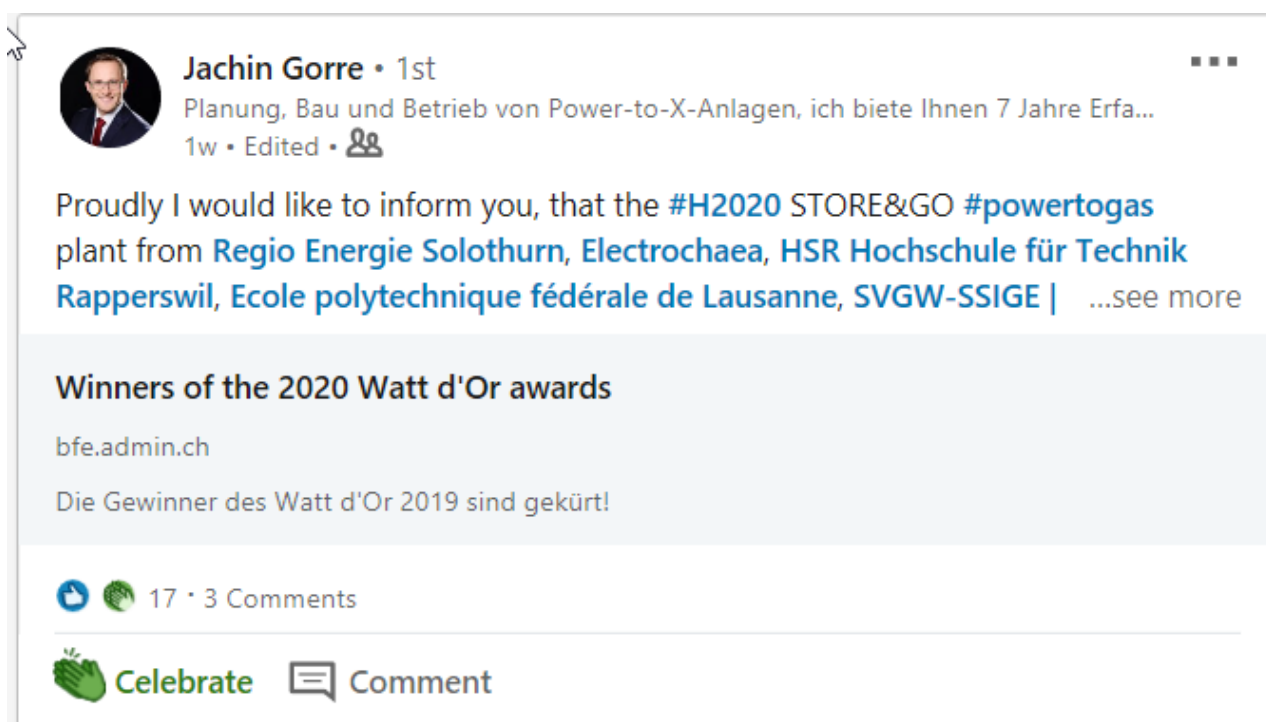 Jachin Gorre • 1st
Planung, Bau und Betrieb von Power-to-X-Anlagen, ich biete Ihnen 7 Jahre Erfa...
1w • Edited •
Proudly I would like to inform you, that the #H2020 STORE&GO #powertogas
plant from Regio Energie Solothurn, Electrochaea, HSR Hochschule für Technik
Rapperswil, Ecole polytechnique fédérale de Lausanne, SVGW-SSIGE | ...see more
Winners of the 2020 Watt d'Or awards
bfe.admin.ch
Die Gewinner des Watt d'Or 2019 sind gekürt!
17 · 3 Comments
Celebrate Comment